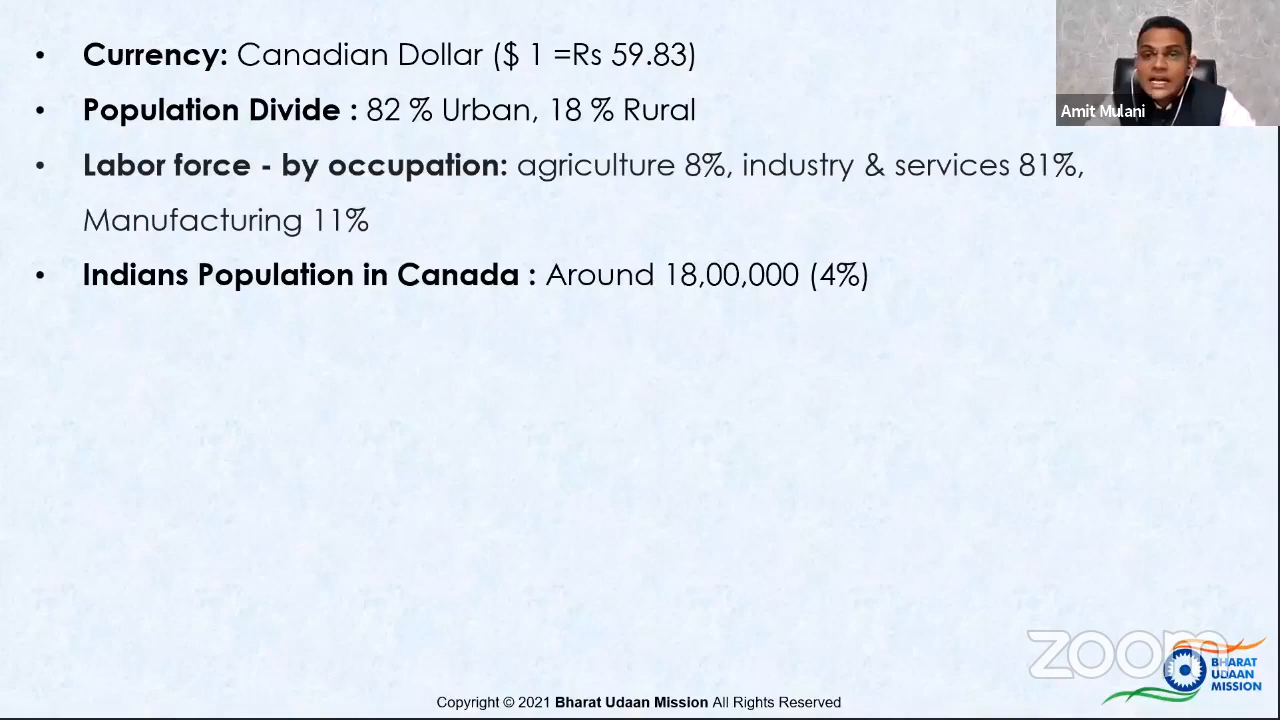 • Currency: Canadian Dollar ($ 1 =Rs 59.83)
• Population Divide : 82 % Urban, 18 % Rural
• Labor force - by occupation: agriculture 8%, industry & services 81%,
Manufacturing 11%
• Indians Population in Canada : Around 18,00,000 (4%)
Amit Mulani
zoom
BHARAT
UDAAN
MISSION
Copyright © 2021 Bharat Udaan Mission All Rights Reserved